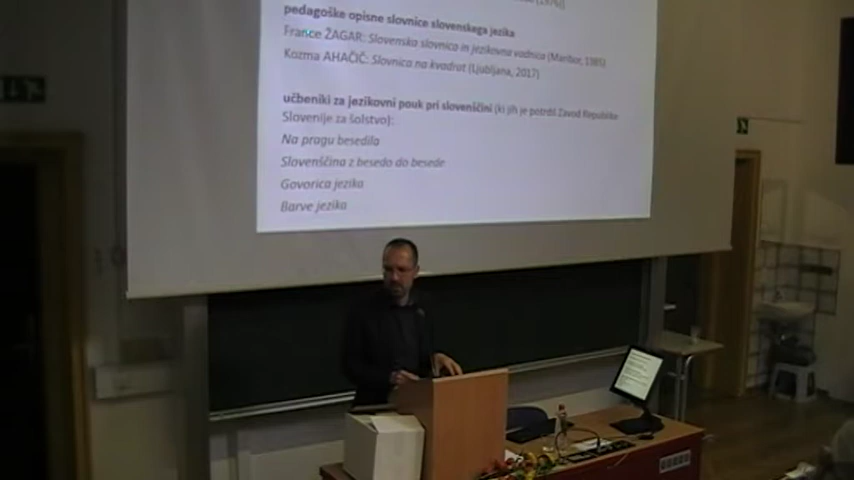 (1976)
pedagoške opisne slovnice slovenskega jezika
France ŽAGAR: Slovenska slovnica in jezikovna vadnica (Maribor, 1985)
Kozma AHAČIČ: Slovnica na kvadrat (Ljubljana, 2017)
učbeniki za jezikovni pouk pri slovenščini (ki jih je potrdil Zavod Republike
Slovenije za šolstvo):
Na pragu besedila
Slovenščina z besedo do besede
Govorica jezika
Barve jezika